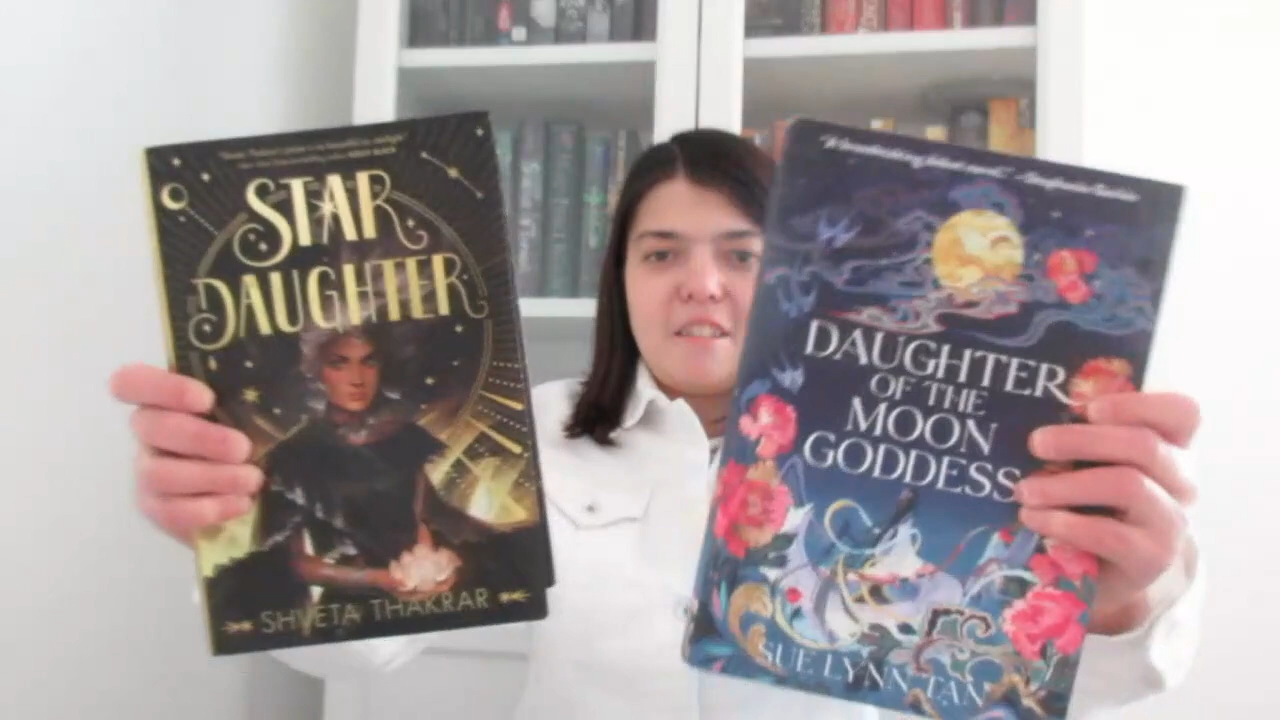 STAR
DAUGHTER
SHVETA THAKRAR
DAUGHTER
OF THE
MOON
GODDESS
SUE LYNN TAN